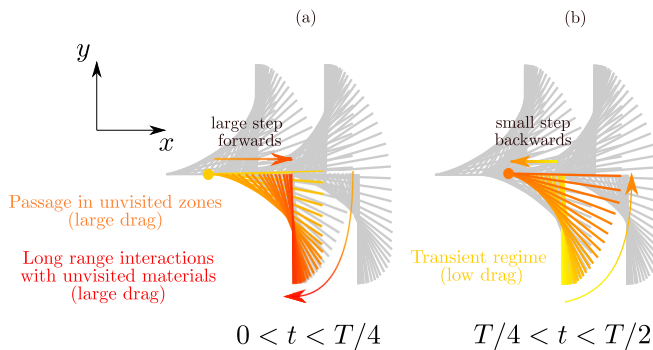 (a)
(b)
y
x
large step
forwards
small step
backwards
Passage in unvisited zones
(large drag)
Long range interactions
with unvisited materials
(large drag)
Transient regime
(low drag)
0 < t < T/4
T/4 < t < T/2